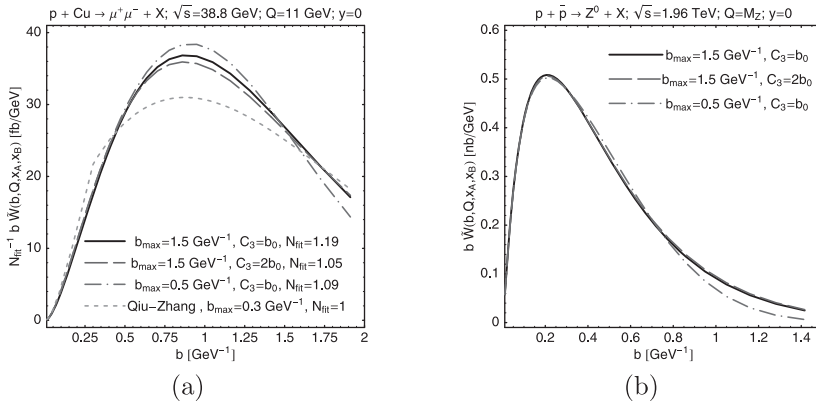 p + Cu → μ⁺μ⁻ + X; √s=38.8 GeV; Q=11 GeV; y=0
N_fit⁻¹ b W̃(b,Q,x_A,x_B) [fb/GeV]
40
30
20
10
0
b_max=1.5 GeV⁻¹, C₃=b₀, N_fit=1.19
b_max=1.5 GeV⁻¹, C₃=2b₀, N_fit=1.05
b_max=0.5 GeV⁻¹, C₃=b₀, N_fit=1.09
Qiu−Zhang , b_max=0.3 GeV⁻¹, N_fit=1
0.25 0.5 0.75 1 1.25 1.5 1.75 2
b [GeV⁻¹]
(a)
p + p̄ → Z⁰ + X; √s=1.96 TeV; Q=M_Z; y=0
b W̃(b,Q,x_A,x_B) [nb/GeV]
0.6
0.5
0.4
0.3
0.2
0.1
0
b_max=1.5 GeV⁻¹, C₃=b₀
b_max=1.5 GeV⁻¹, C₃=2b₀
b_max=0.5 GeV⁻¹, C₃=b₀
0 0.2 0.4 0.6 0.8 1 1.2 1.4
b [GeV⁻¹]
(b)